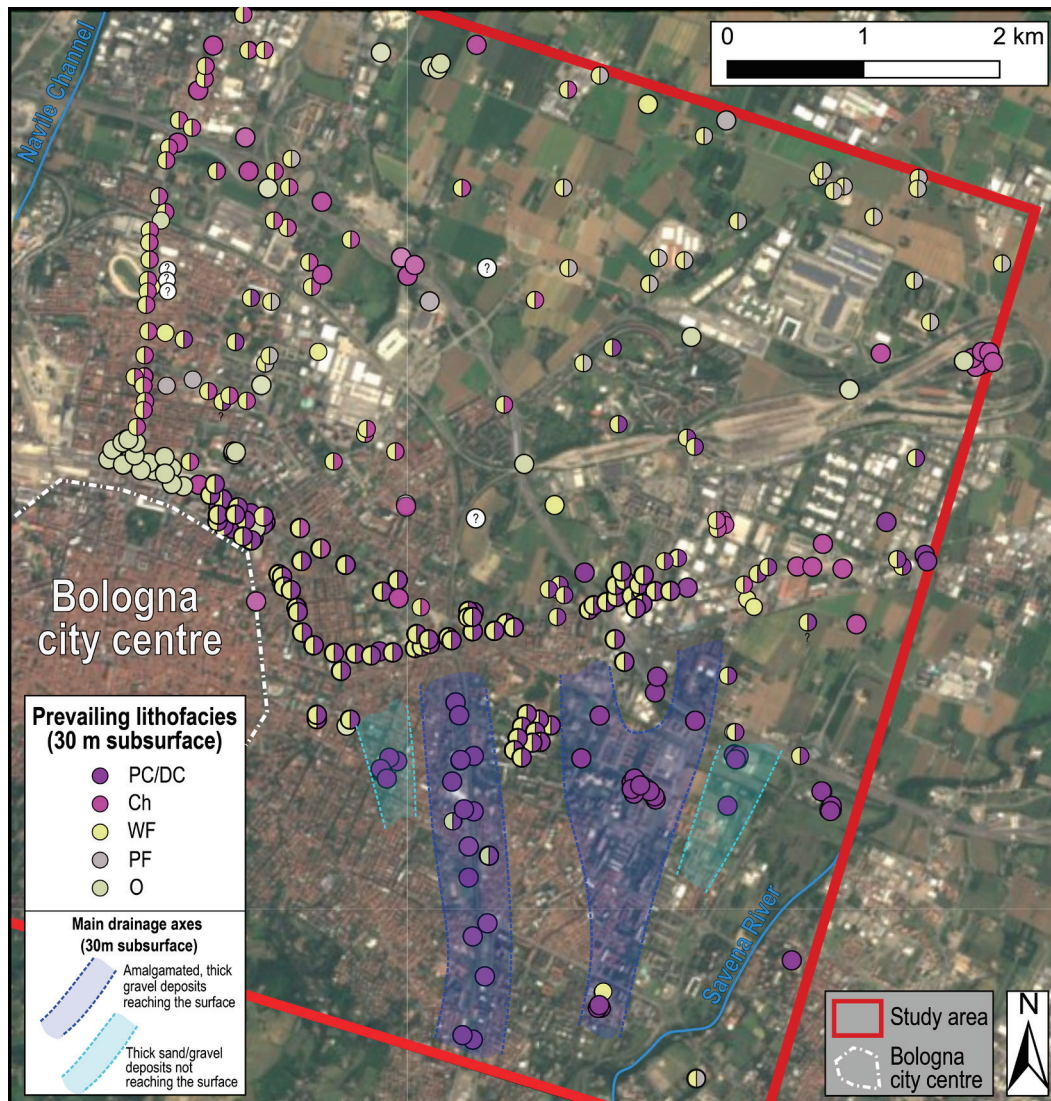 Navile Channel
0 1 2 km
?
?
?
?
?
?
Bologna
city centre
?
Prevailing lithofacies
(30 m subsurface)
PC/DC
Ch
WF
PF
O
Main drainage axes
(30m subsurface)
Amalgamated, thick
gravel deposits
reaching the surface
Thick sand/gravel
deposits not
reaching the surface
Savena River
Study area
Bologna
city centre
N